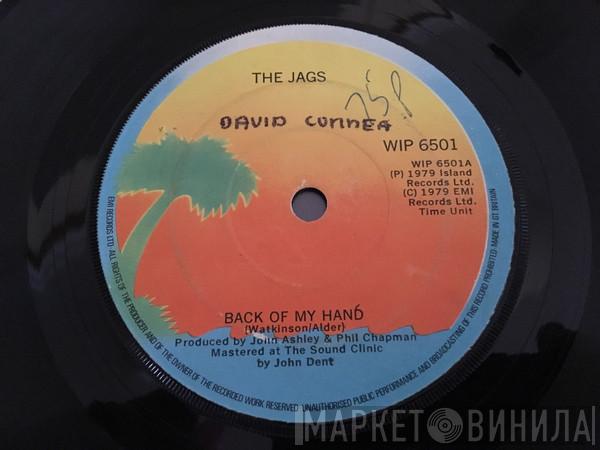 THE JAGS
75p
DAVID CUNNEA
WIP 6501
WIP 6501A
(P) 1979 Island
Records Ltd.
(C) 1979 EMI
Records Ltd.
Time Unit
BACK OF MY HAND
(Watkinson/Alder)
Produced by John Ashley & Phil Chapman
Mastered at The Sound Clinic
by John Dent
EMI RECORDS LTD. ALL RIGHTS OF THE PRODUCER AND OF THE OWNER OF THE RECORDED WORK RESERVED UNAUTHORISED PUBLIC PERFORMANCE AND BROADCASTING OF THIS RECORD PROHIBITED MADE IN GT BRITAIN
МАРКЕТ ВИНИЛА